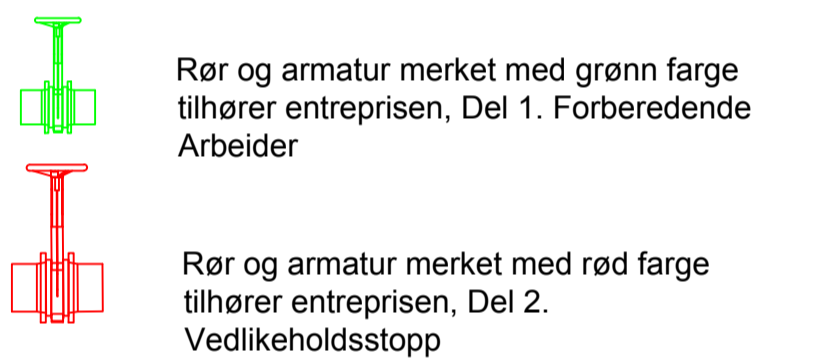 Rør og armatur merket med grønn farge
tilhører entreprisen, Del 1. Forberedende
Arbeider
Rør og armatur merket med rød farge
tilhører entreprisen, Del 2.
Vedlikeholdsstopp